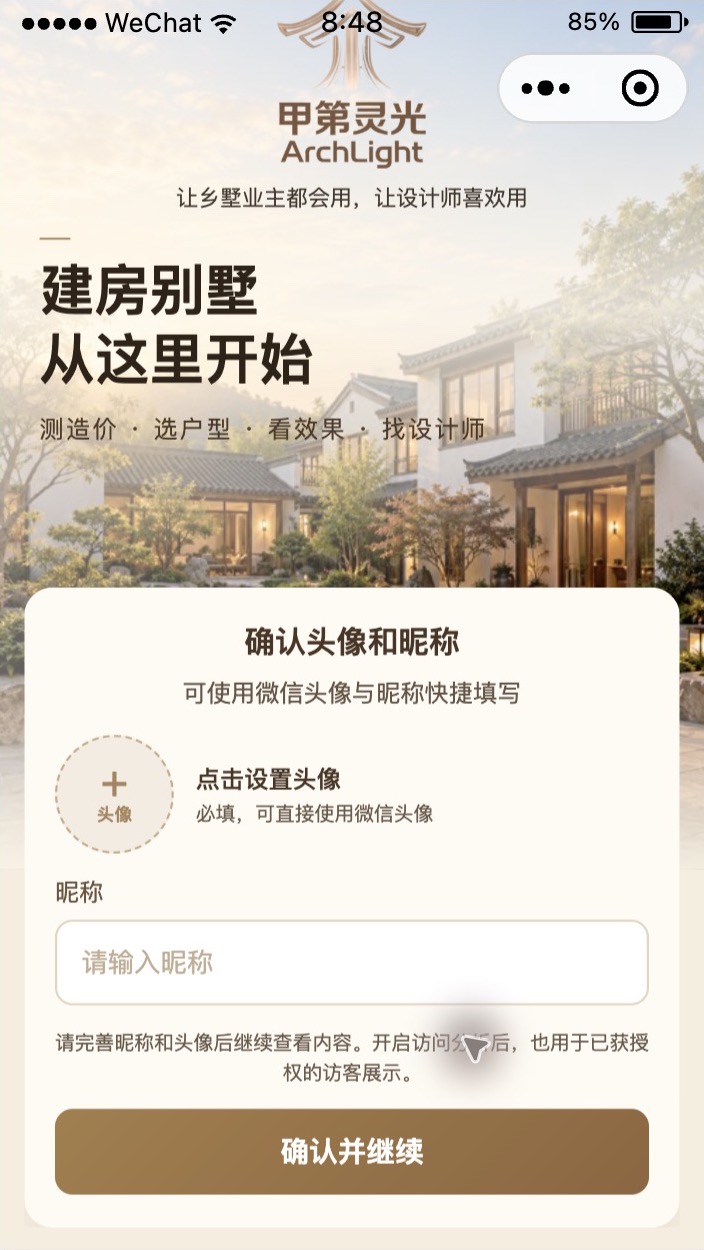 WeChat 8:48 85%
甲第灵光
ArchLight
让乡墅业主都会用，让设计师喜欢用
建房别墅
从这里开始
测造价 · 选户型 · 看效果 · 找设计师
确认头像和昵称
可使用微信头像与昵称快捷填写
头像
点击设置头像
必填，可直接使用微信头像
昵称
请输入昵称
请完善昵称和头像后继续查看内容。开启访问分析后，也用于已获授
权的访客展示。
确认并继续